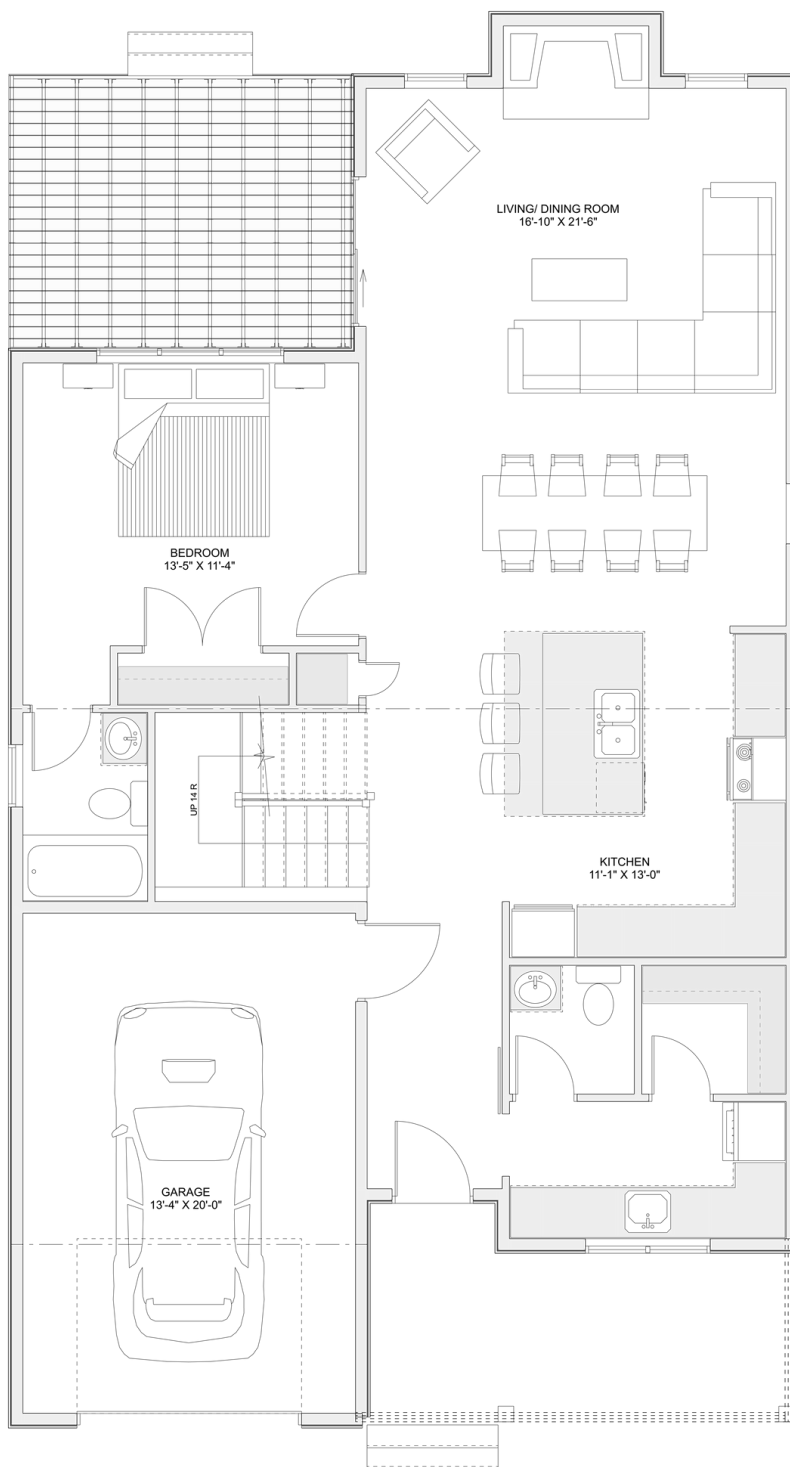 LIVING/ DINING ROOM
16'-10" X 21'-6"
BEDROOM
13'-5" X 11'-4"
UP 14 R
KITCHEN
11'-1" X 13'-0"
GARAGE
13'-4" X 20'-0"